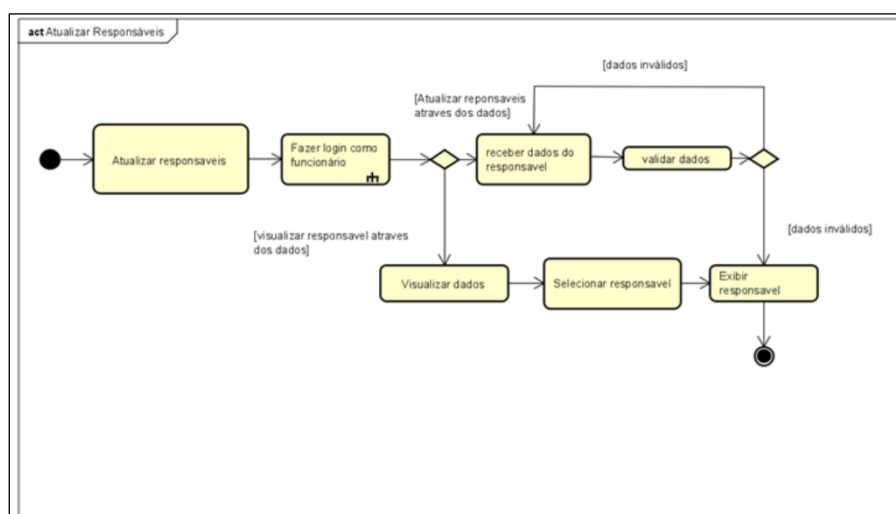 act Atualizar Responsáveis
[dados inválidos]
[Atualizar reponsaveis
atraves dos dados]
Atualizar responsaveis
Fazer login como
funcionário
receber dados do
responsavel
validar dados
[visualizar responsavel atraves
dos dados]
[dados inválidos]
Visualizar dados
Selecionar responsavel
Exibir
responsavel